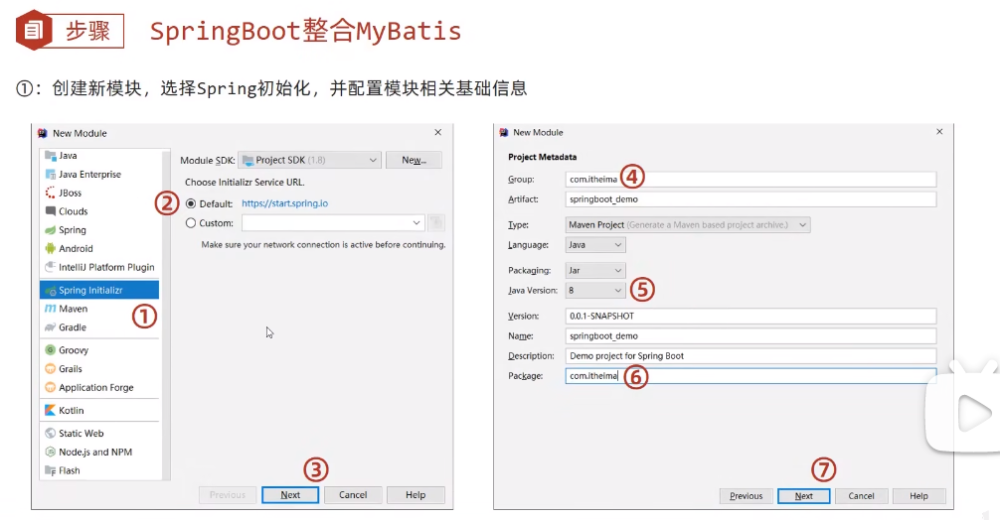 步骤 SpringBoot整合MyBatis
①：创建新模块，选择Spring初始化，并配置模块相关基础信息
New Module
Java
Java Enterprise
JBoss
Clouds
Spring
Android
IntelliJ Platform Plugin
Spring Initializr
①
Maven
Gradle
Groovy
Grails
Application Forge
Kotlin
Static Web
Node.js and NPM
Flash
Module SDK: Project SDK (1.8) New...
Choose Initializr Service URL.
② Default: https://start.spring.io
Custom:
Make sure your network connection is active before continuing.
③
Previous Next Cancel Help
New Module
Project Metadata
Group: com.itheima ④
Artifact: springboot_demo
Type: Maven Project (Generate a Maven based project archive.)
Language: Java
Packaging: Jar
Java Version: 8 ⑤
Version: 0.0.1-SNAPSHOT
Name: springboot_demo
Description: Demo project for Spring Boot
Package: com.itheima ⑥
⑦
Previous Next Cancel Help